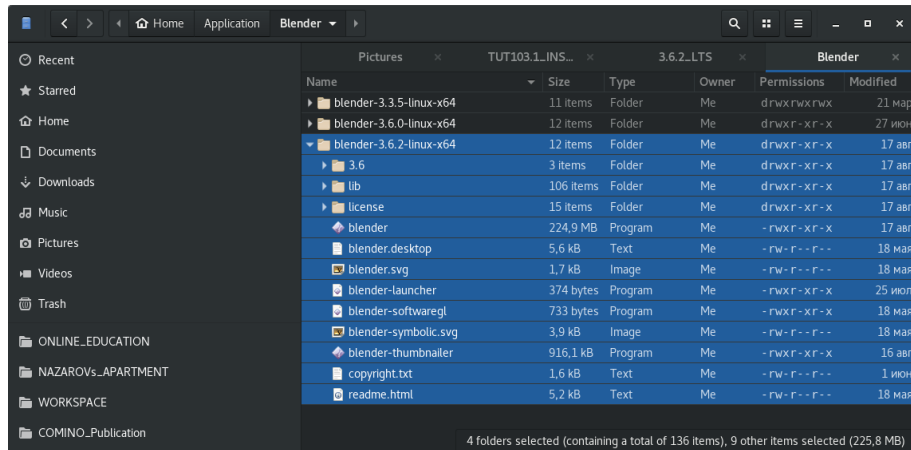 Home Application Blender
Recent
Starred
Home
Documents
Downloads
Music
Pictures
Videos
Trash
ONLINE_EDUCATION
NAZAROVs_APARTMENT
WORKSPACE
COMINO_Publication
Pictures TUT103.1_INS... 3.6.2_LTS Blender
Name Size Type Owner Permissions Modified
blender-3.3.5-linux-x64 11 items Folder Me drwxrwxrwx 21 мар
blender-3.6.0-linux-x64 12 items Folder Me drwxr-xr-x 27 июн
blender-3.6.2-linux-x64 12 items Folder Me drwxr-xr-x 17 авг
3.6 3 items Folder Me drwxr-xr-x 17 авг
lib 106 items Folder Me drwxr-xr-x 17 авг
license 15 items Folder Me drwxr-xr-x 17 авг
blender 224,9 MB Program Me -rwxr-xr-x 17 авг
blender.desktop 5,6 kB Text Me -rw-r--r-- 18 мая
blender.svg 1,7 kB Image Me -rw-r--r-- 18 мая
blender-launcher 374 bytes Program Me -rwxr-xr-x 25 июл
blender-softwaregl 733 bytes Program Me -rwxr-xr-x 18 мая
blender-symbolic.svg 3,9 kB Image Me -rw-r--r-- 18 мая
blender-thumbnailer 916,1 kB Program Me -rwxr-xr-x 16 авг
copyright.txt 1,6 kB Text Me -rw-r--r-- 1 июн
readme.html 5,2 kB Text Me -rw-r--r-- 18 мая
4 folders selected (containing a total of 136 items), 9 other items selected (225,8 MB)